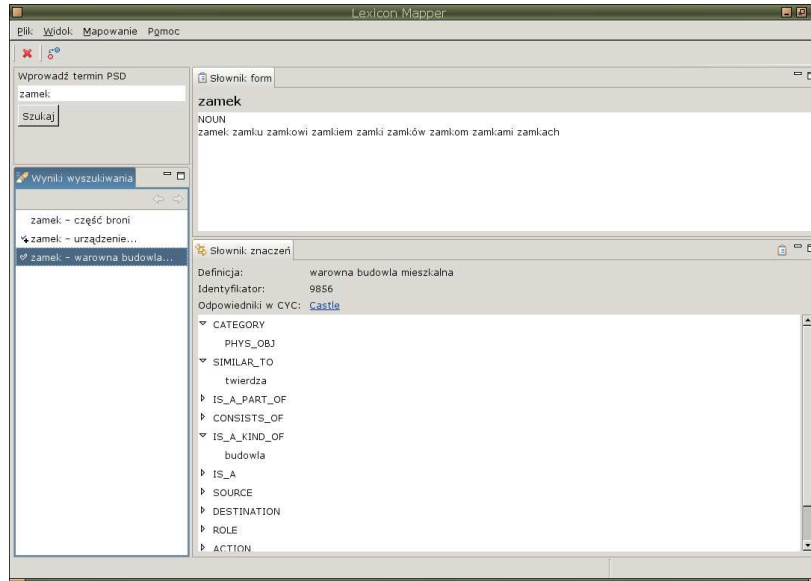 Lexicon Mapper
Plik Widok Mapowanie Pomoc
Wprowadź termin PSD
zamek
Szukaj
Wyniki wyszukiwania
zamek - część broni
zamek - urządzenie...
zamek - warowna budowla...
Słownik form
zamek
NOUN
zamek zamku zamkowi zamkiem zamki zamków zamkom zamkami zamkach
Słownik znaczeń
Definicja: warowna budowla mieszkalna
Identyfikator: 9856
Odpowiedniki w CYC: Castle
CATEGORY
PHYS_OBJ
SIMILAR_TO
twierdza
IS_A_PART_OF
CONSISTS_OF
IS_A_KIND_OF
budowla
IS_A
SOURCE
DESTINATION
ROLE
ACTION